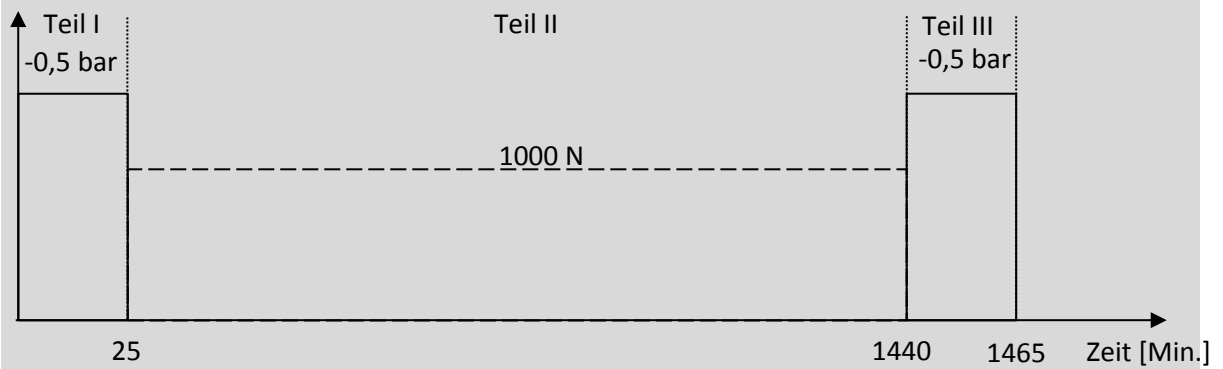 Teil I
Teil II
Teil III
-0,5 bar
-0,5 bar
1000 N
25
1440
1465
Zeit [Min.]